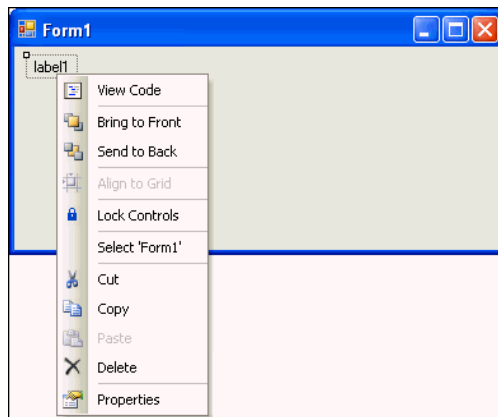 Form1
label1
View Code
Bring to Front
Send to Back
Align to Grid
Lock Controls
Select 'Form1'
Cut
Copy
Paste
Delete
Properties